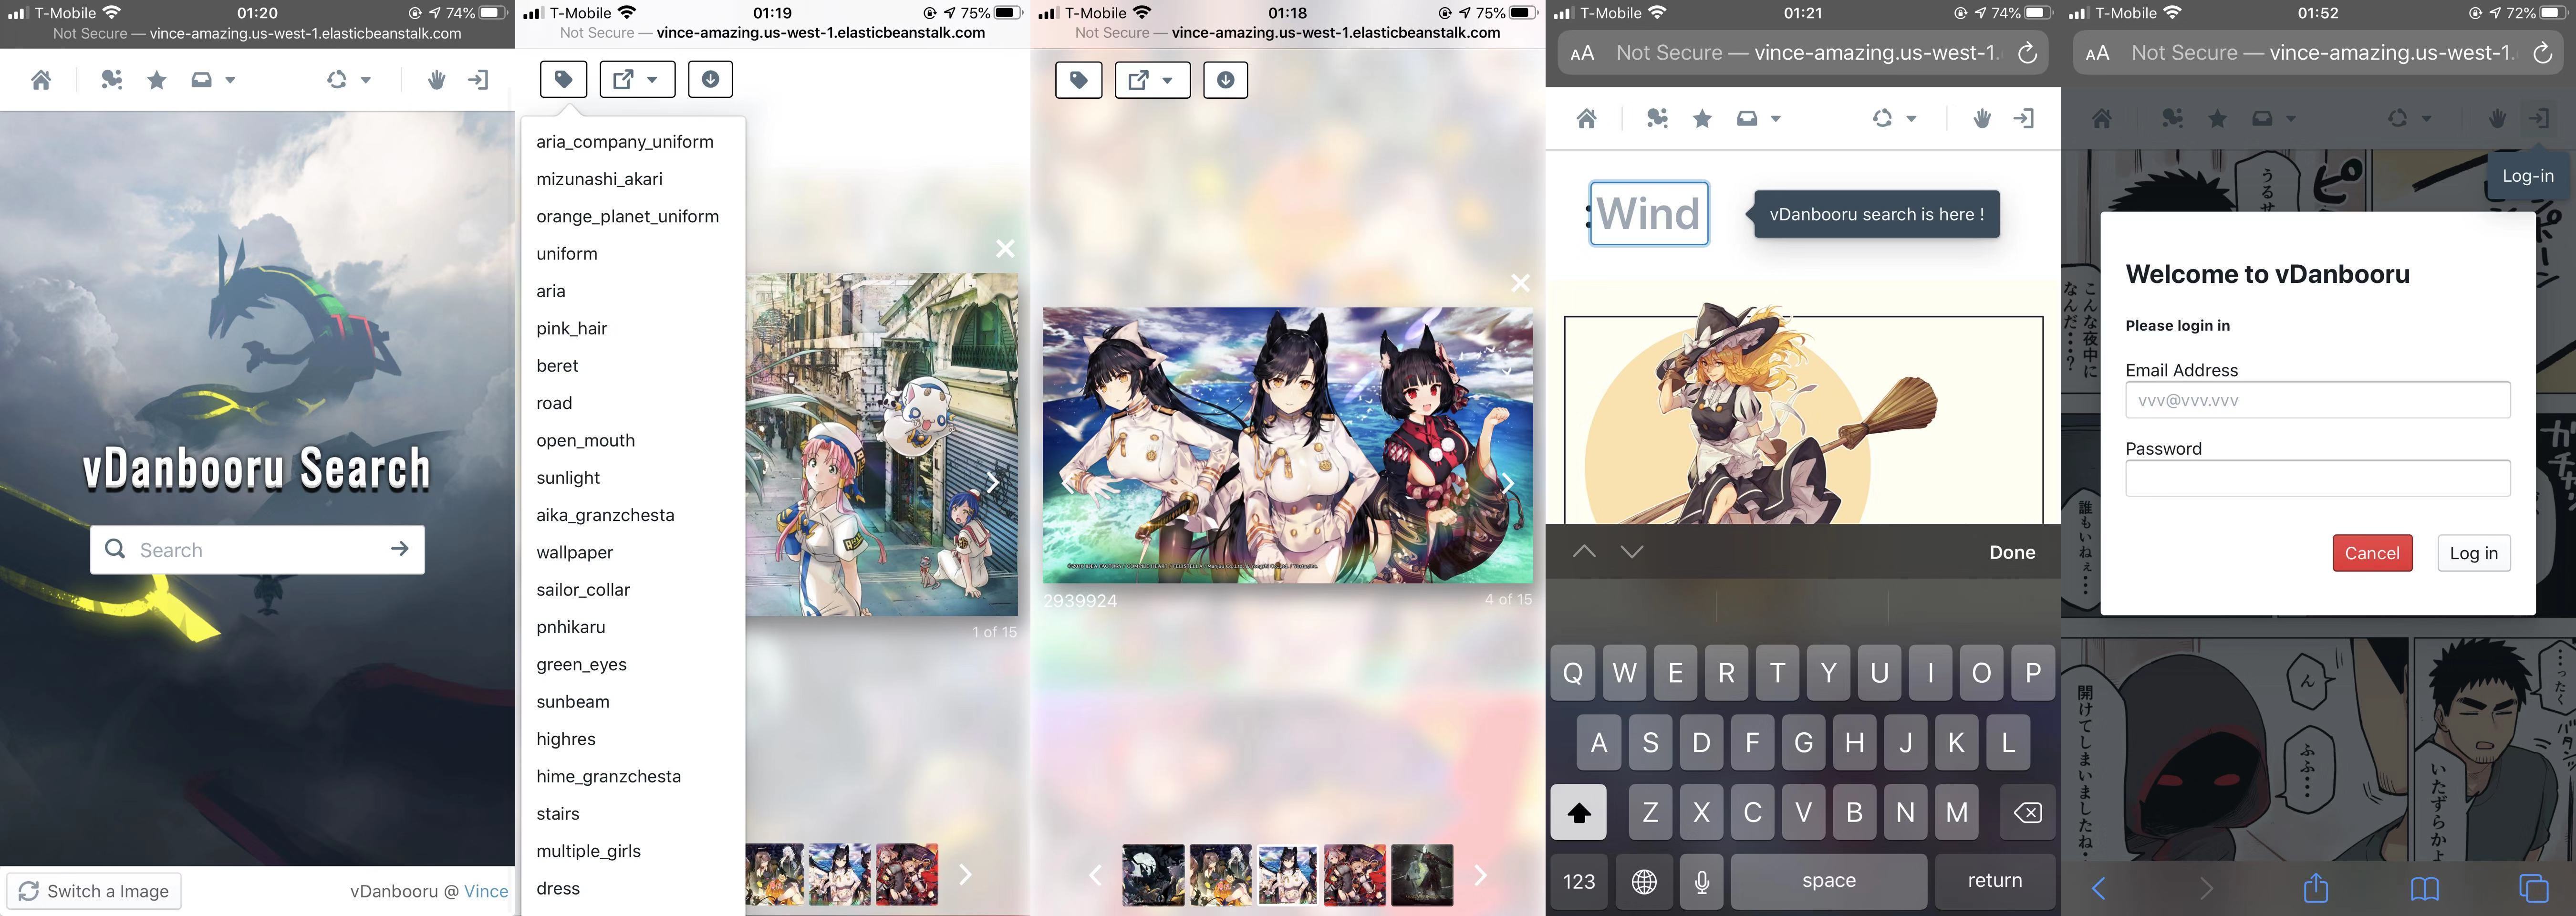 T-Mobile 01:20 74%
Not Secure — vince-amazing.us-west-1.elasticbeanstalk.com
vDanbooru Search
Search
Switch a Image
vDanbooru @ Vince
T-Mobile 01:19 75%
Not Secure — vince-amazing.us-west-1.elasticbeanstalk.com
aria_company_uniform
mizunashi_akari
orange_planet_uniform
uniform
aria
pink_hair
beret
road
open_mouth
sunlight
aika_granzchesta
wallpaper
sailor_collar
pnhikaru
green_eyes
sunbeam
highres
hime_granzchesta
stairs
multiple_girls
dress
1 of 15
T-Mobile 01:18 75%
Not Secure — vince-amazing.us-west-1.elasticbeanstalk.com
2939924
4 of 15
T-Mobile 01:21 74%
AA Not Secure — vince-amazing.us-west-1.
Wind
vDanbooru search is here !
Done
Q W E R T Y U I O P
A S D F G H J K L
Z X C V B N M
123 space return
T-Mobile 01:52 72%
AA Not Secure — vince-amazing.us-west-1.
Log-in
Welcome to vDanbooru
Please login in
Email Address
vvv@vvv.vvv
Password
Cancel Log in
こんな夜中に
なんだ…？
誰もいねぇ…
ん
ふふ…
開けてしまいましたね
いたずらかよ